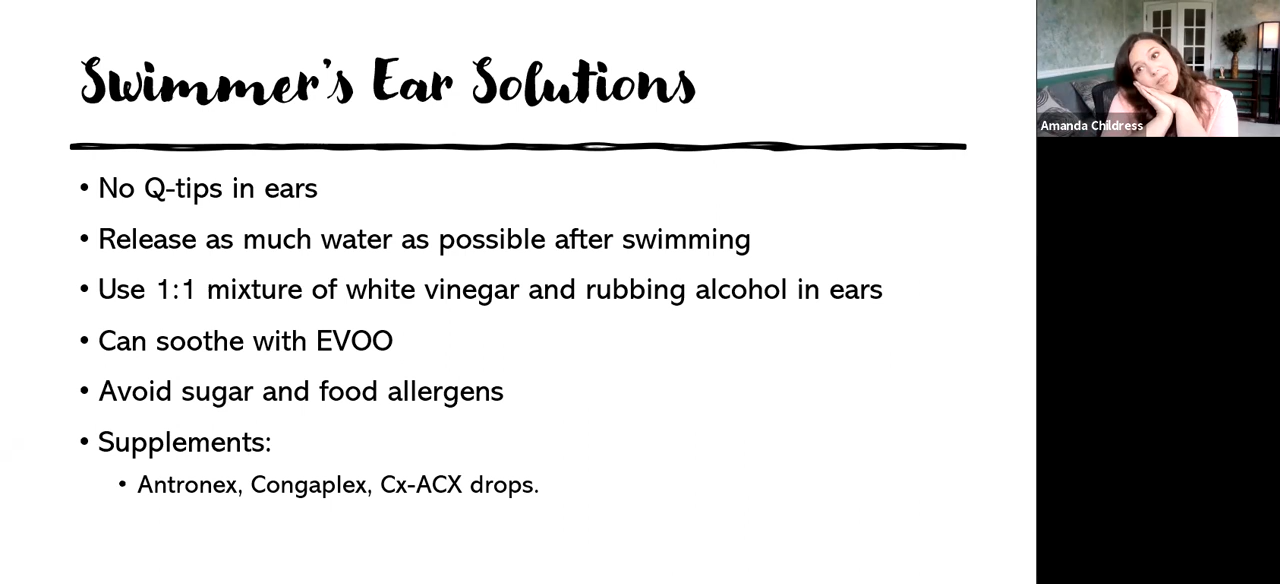 Swimmer's Ear Solutions
• No Q-tips in ears
• Release as much water as possible after swimming
• Use 1:1 mixture of white vinegar and rubbing alcohol in ears
• Can soothe with EVOO
• Avoid sugar and food allergens
• Supplements:
• Antronex, Congaplex, Cx-ACX drops.
Amanda Childress